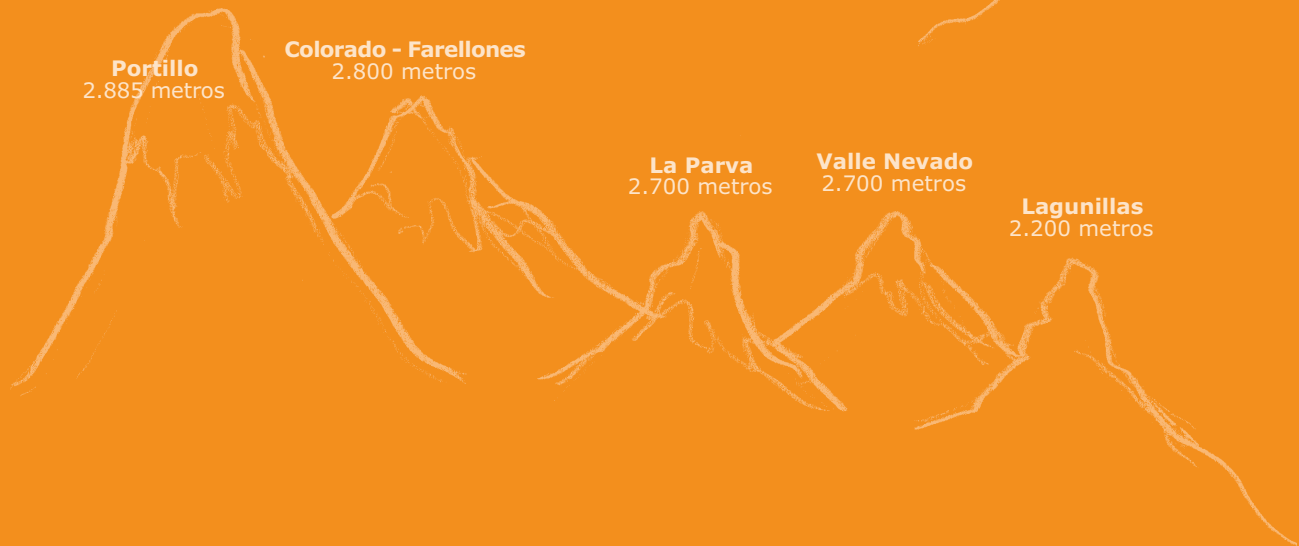 Portillo
2.885 metros
Colorado - Farellones
2.800 metros
La Parva
2.700 metros
Valle Nevado
2.700 metros
Lagunillas
2.200 metros